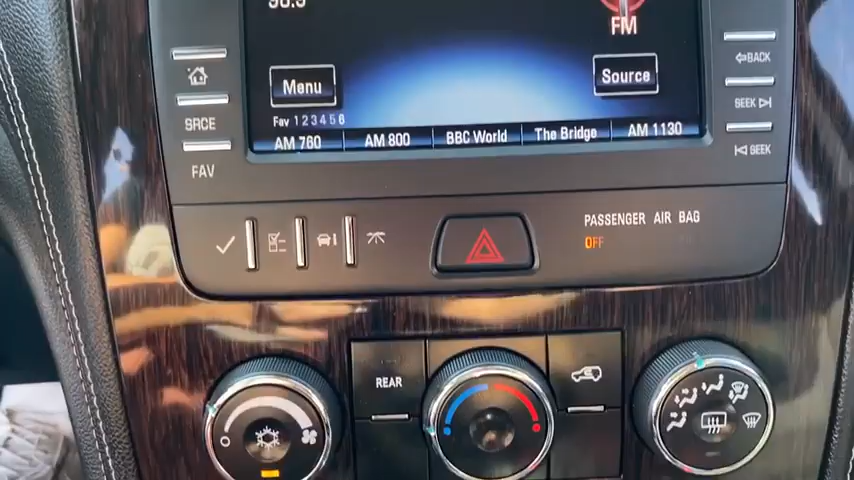 FM
Menu
Source
Fav 1 2 3 4 5 6
AM 760 AM 800 BBC World The Bridge AM 1130
SRCE
FAV
BACK
SEEK
SEEK
PASSENGER AIR BAG
OFF
REAR